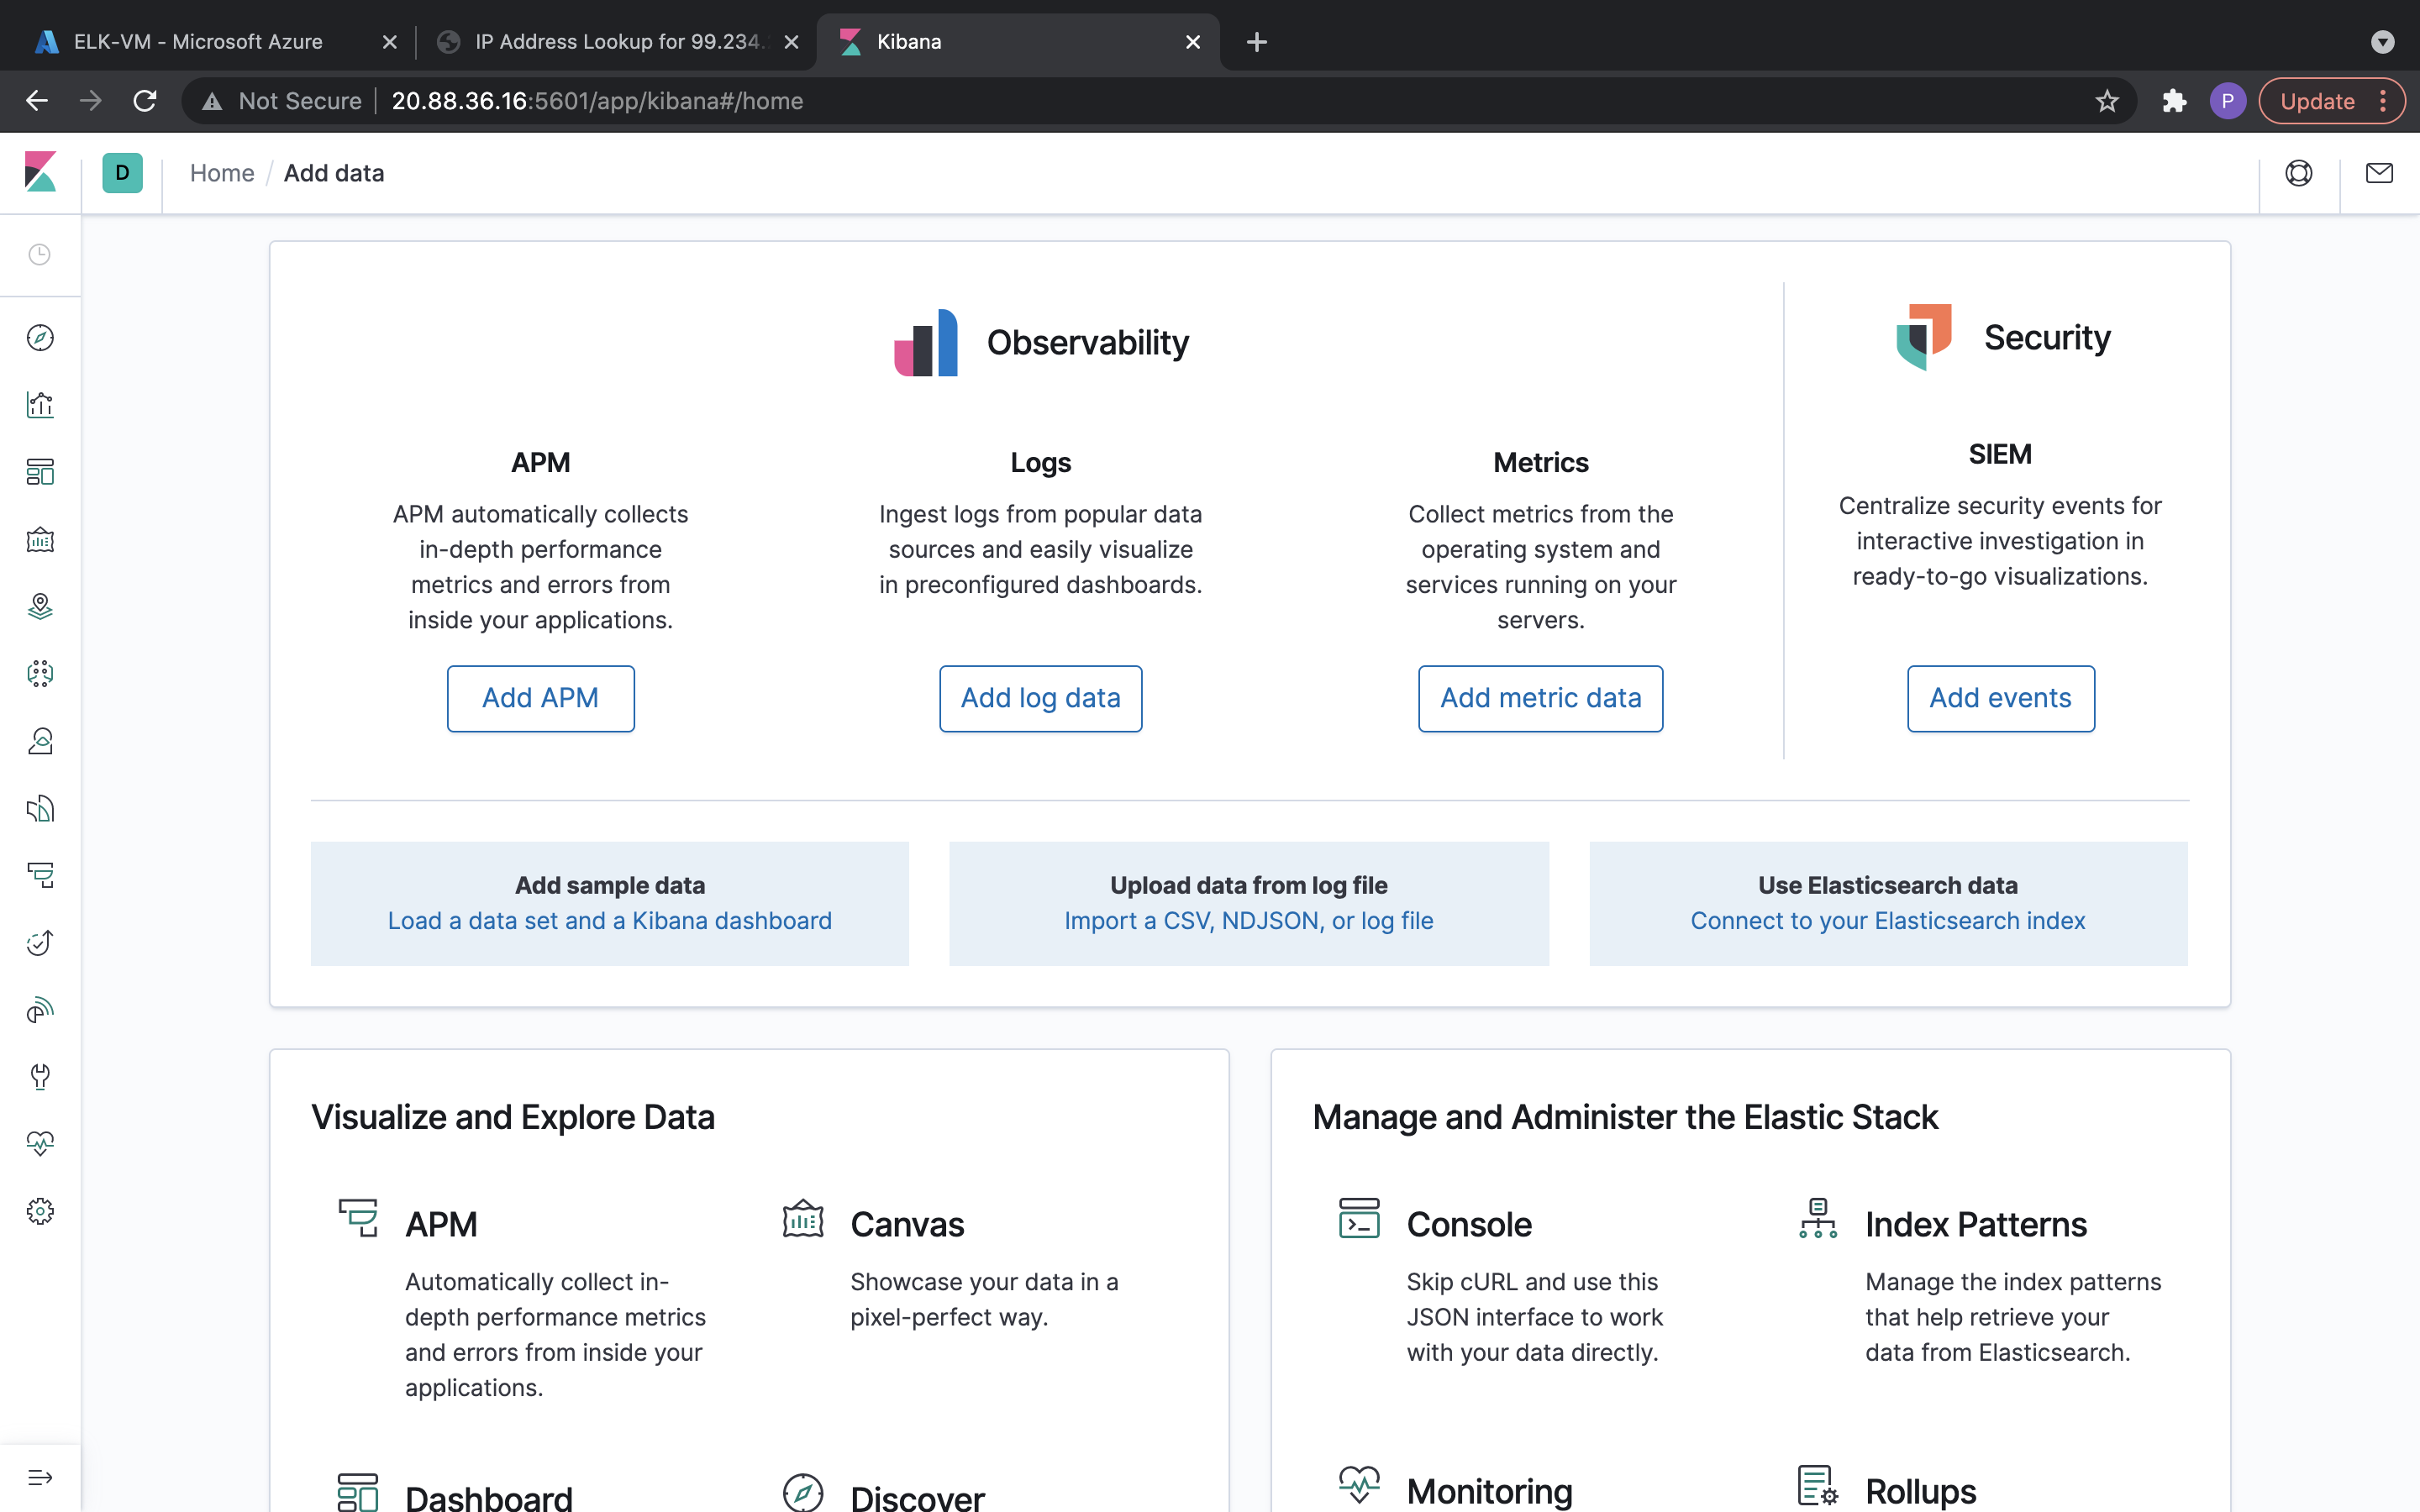 ELK-VM - Microsoft Azure
IP Address Lookup for 99.234.
Kibana
Not Secure
20.88.36.16:5601/app/kibana#/home
P
Update
D
Home / Add data
Observability
Security
APM
APM automatically collects
in-depth performance
metrics and errors from
inside your applications.
Add APM
Logs
Ingest logs from popular data
sources and easily visualize
in preconfigured dashboards.
Add log data
Metrics
Collect metrics from the
operating system and
services running on your
servers.
Add metric data
SIEM
Centralize security events for
interactive investigation in
ready-to-go visualizations.
Add events
Add sample data
Load a data set and a Kibana dashboard
Upload data from log file
Import a CSV, NDJSON, or log file
Use Elasticsearch data
Connect to your Elasticsearch index
Visualize and Explore Data
APM
Automatically collect in-
depth performance metrics
and errors from inside your
applications.
Canvas
Showcase your data in a
pixel-perfect way.
Dashboard
Discover
Manage and Administer the Elastic Stack
Console
Skip cURL and use this
JSON interface to work
with your data directly.
Index Patterns
Manage the index patterns
that help retrieve your
data from Elasticsearch.
Monitoring
Rollups